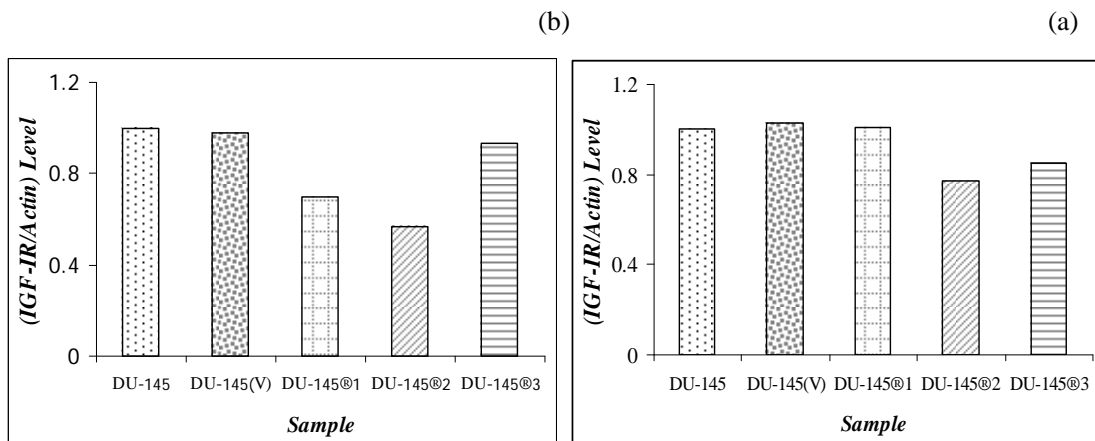 (b) (a)
1.2
0.8
0.4
0
(IGF-IR/Actin) Level
DU-145 DU-145(V) DU-145®1 DU-145®2 DU-145®3
Sample
1.2
0.8
0.4
0
(IGF-IR/Actin) Level
DU-145 DU-145(V) DU-145®1 DU-145®2 DU-145®3
Sample